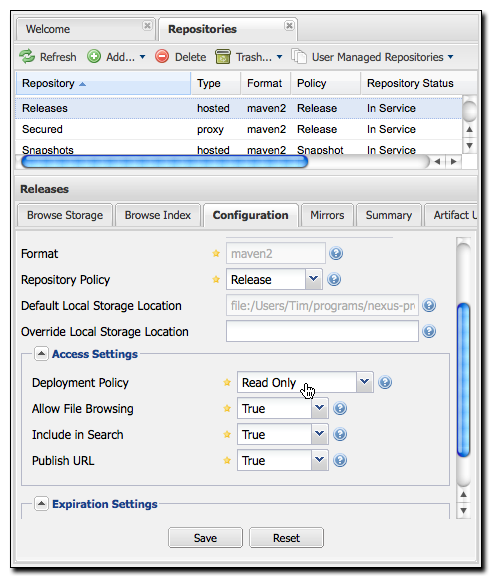 Welcome Repositories
Refresh Add... Delete Trash... User Managed Repositories
Repository Type Format Policy Repository Status
Releases hosted maven2 Release In Service
Secured proxy maven2 Release In Service
Snapshots hosted maven2 Snapshot In Service
Releases
Browse Storage Browse Index Configuration Mirrors Summary Artifact U
Format maven2
Repository Policy Release
Default Local Storage Location file:/Users/Tim/programs/nexus-pr
Override Local Storage Location
Access Settings
Deployment Policy Read Only
Allow File Browsing True
Include in Search True
Publish URL True
Expiration Settings
Save Reset